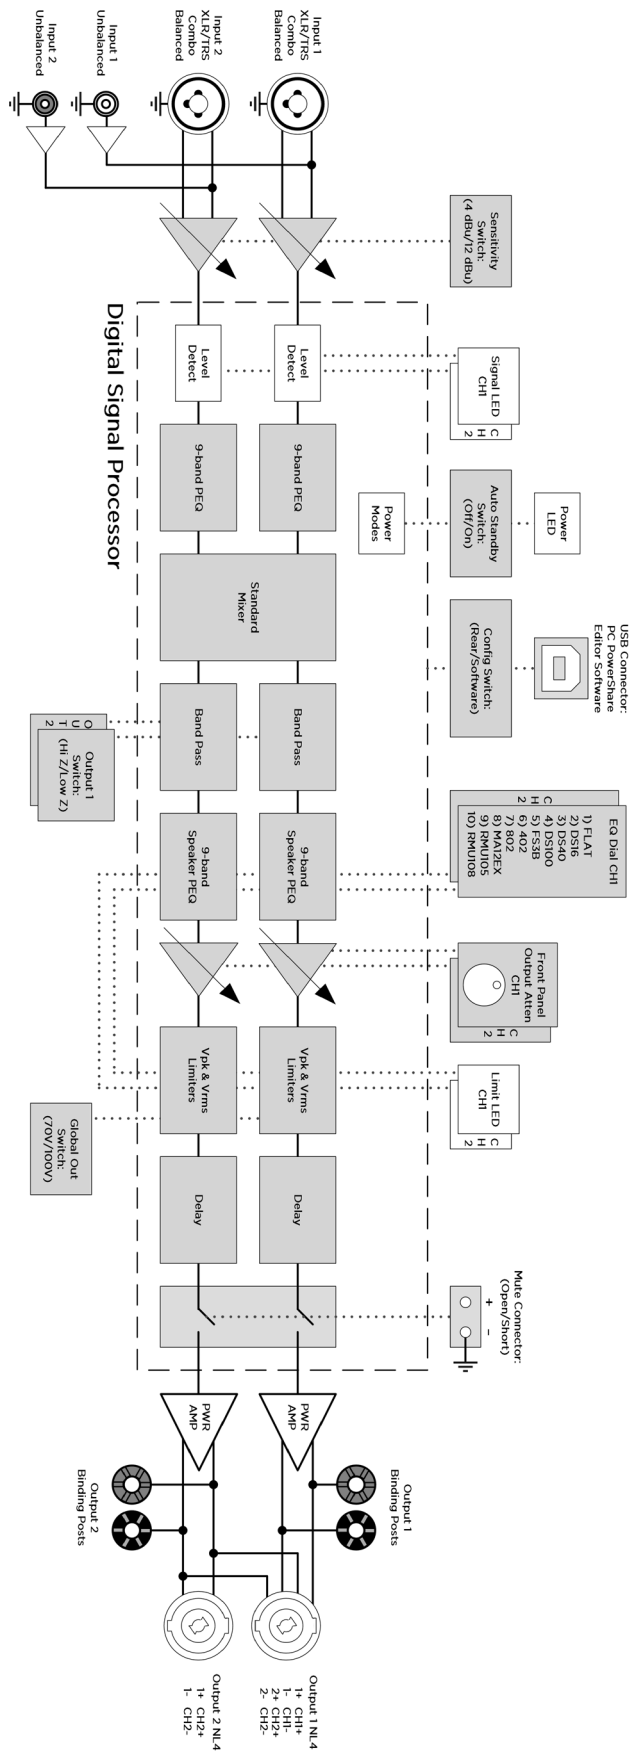 Input 1
XLR/TRS
Combo
Balanced
Input 2
XLR/TRS
Combo
Balanced
Input 1
Unbalanced
Input 2
Unbalanced
Sensitivity
Switch:
(4 dBu/12 dBu)
Digital Signal Processor
Level
Detect
Level
Detect
Signal LED
CH1
CH2
9-band PEQ
9-band PEQ
Power
LED
Auto Standby
Switch:
(Off/On)
Power
Modes
Standard
Mixer
USB Connector:
PC PowerShare
Editor Software
Config Switch:
(Rear/Software)
Band Pass
Band Pass
Output 1
Switch:
(Hi Z/Low Z)
OUT2
EQ Dial CH1
1) FLAT
2) DS16
3) DS40
4) DS100
5) FS3B
6) 402
7) 802
8) MA12EX
9) RMU105
10) RMU108
CH2
9-band
Speaker PEQ
9-band
Speaker PEQ
Front Panel
Output Atten
CH1
CH2
Vpk & Vrms
Limiters
Vpk & Vrms
Limiters
Limit LED
CH1
CH2
Global Out
Switch:
(70V/100V)
Delay
Delay
Mute Connector:
(Open/Short)
+
−
PWR
AMP
PWR
AMP
Output 1
Binding Posts
Output 2
Binding Posts
Output 1 NL4
1+ CH1+
1- CH1-
2+ CH2+
2- CH2-
Output 2 NL4
1+ CH2+
1- CH2-